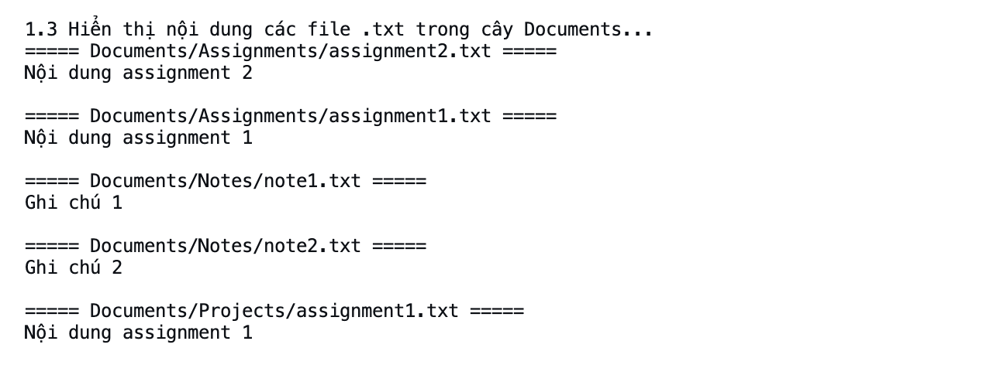 1.3 Hiển thị nội dung các file .txt trong cây Documents...
===== Documents/Assignments/assignment2.txt =====
Nội dung assignment 2

===== Documents/Assignments/assignment1.txt =====
Nội dung assignment 1

===== Documents/Notes/note1.txt =====
Ghi chú 1

===== Documents/Notes/note2.txt =====
Ghi chú 2

===== Documents/Projects/assignment1.txt =====
Nội dung assignment 1